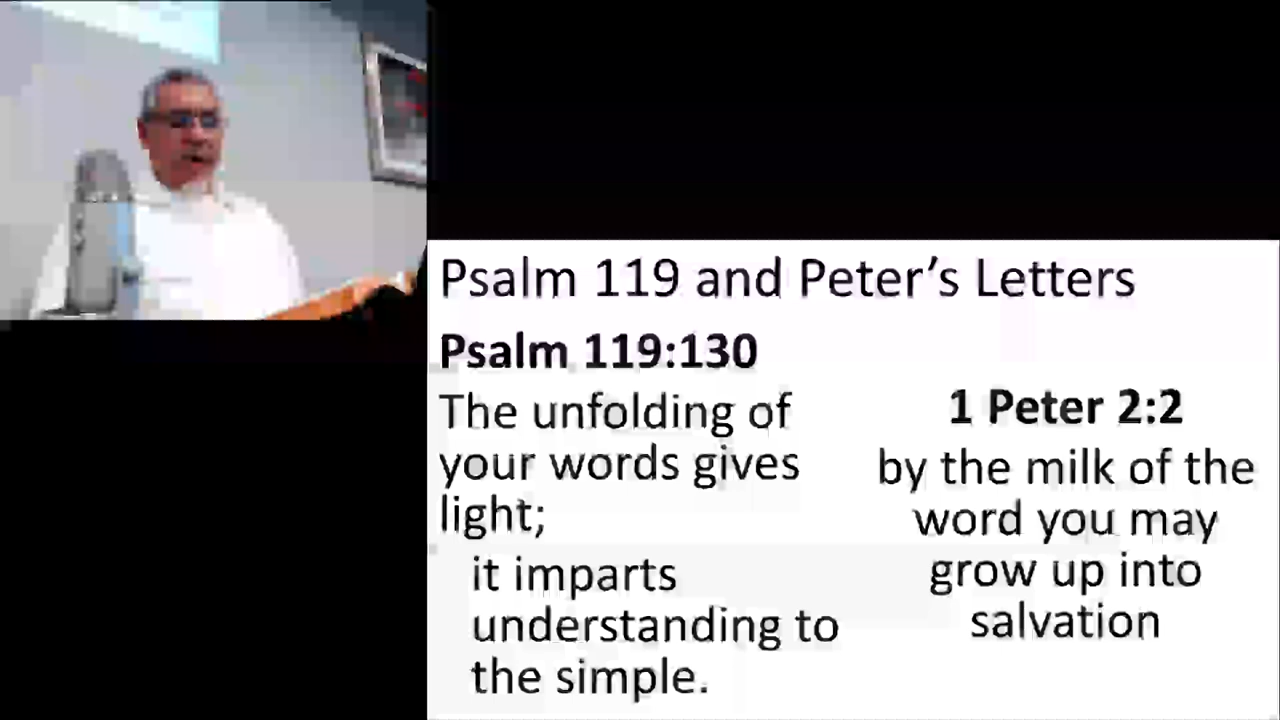 Psalm 119 and Peter’s Letters
Psalm 119:130
The unfolding of
your words gives
light;
it imparts
understanding to
the simple.
1 Peter 2:2
by the milk of the
word you may
grow up into
salvation